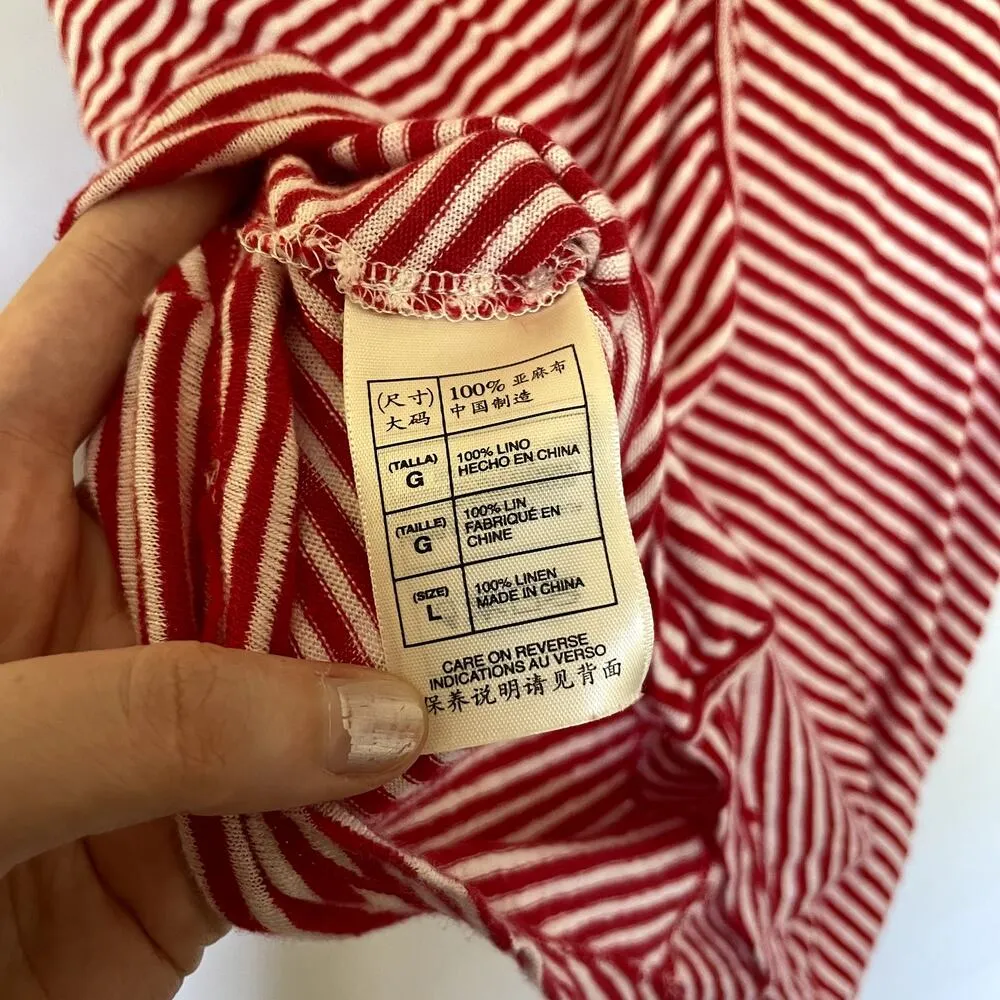 (尺寸)
大码
100% 亚麻布
中国制造
(TALLA)
G
100% LINO
HECHO EN CHINA
(TAILLE)
G
100% LIN
FABRIQUÉ EN
CHINE
(SIZE)
L
100% LINEN
MADE IN CHINA
CARE ON REVERSE
INDICATIONS AU VERSO
保养说明请见背面